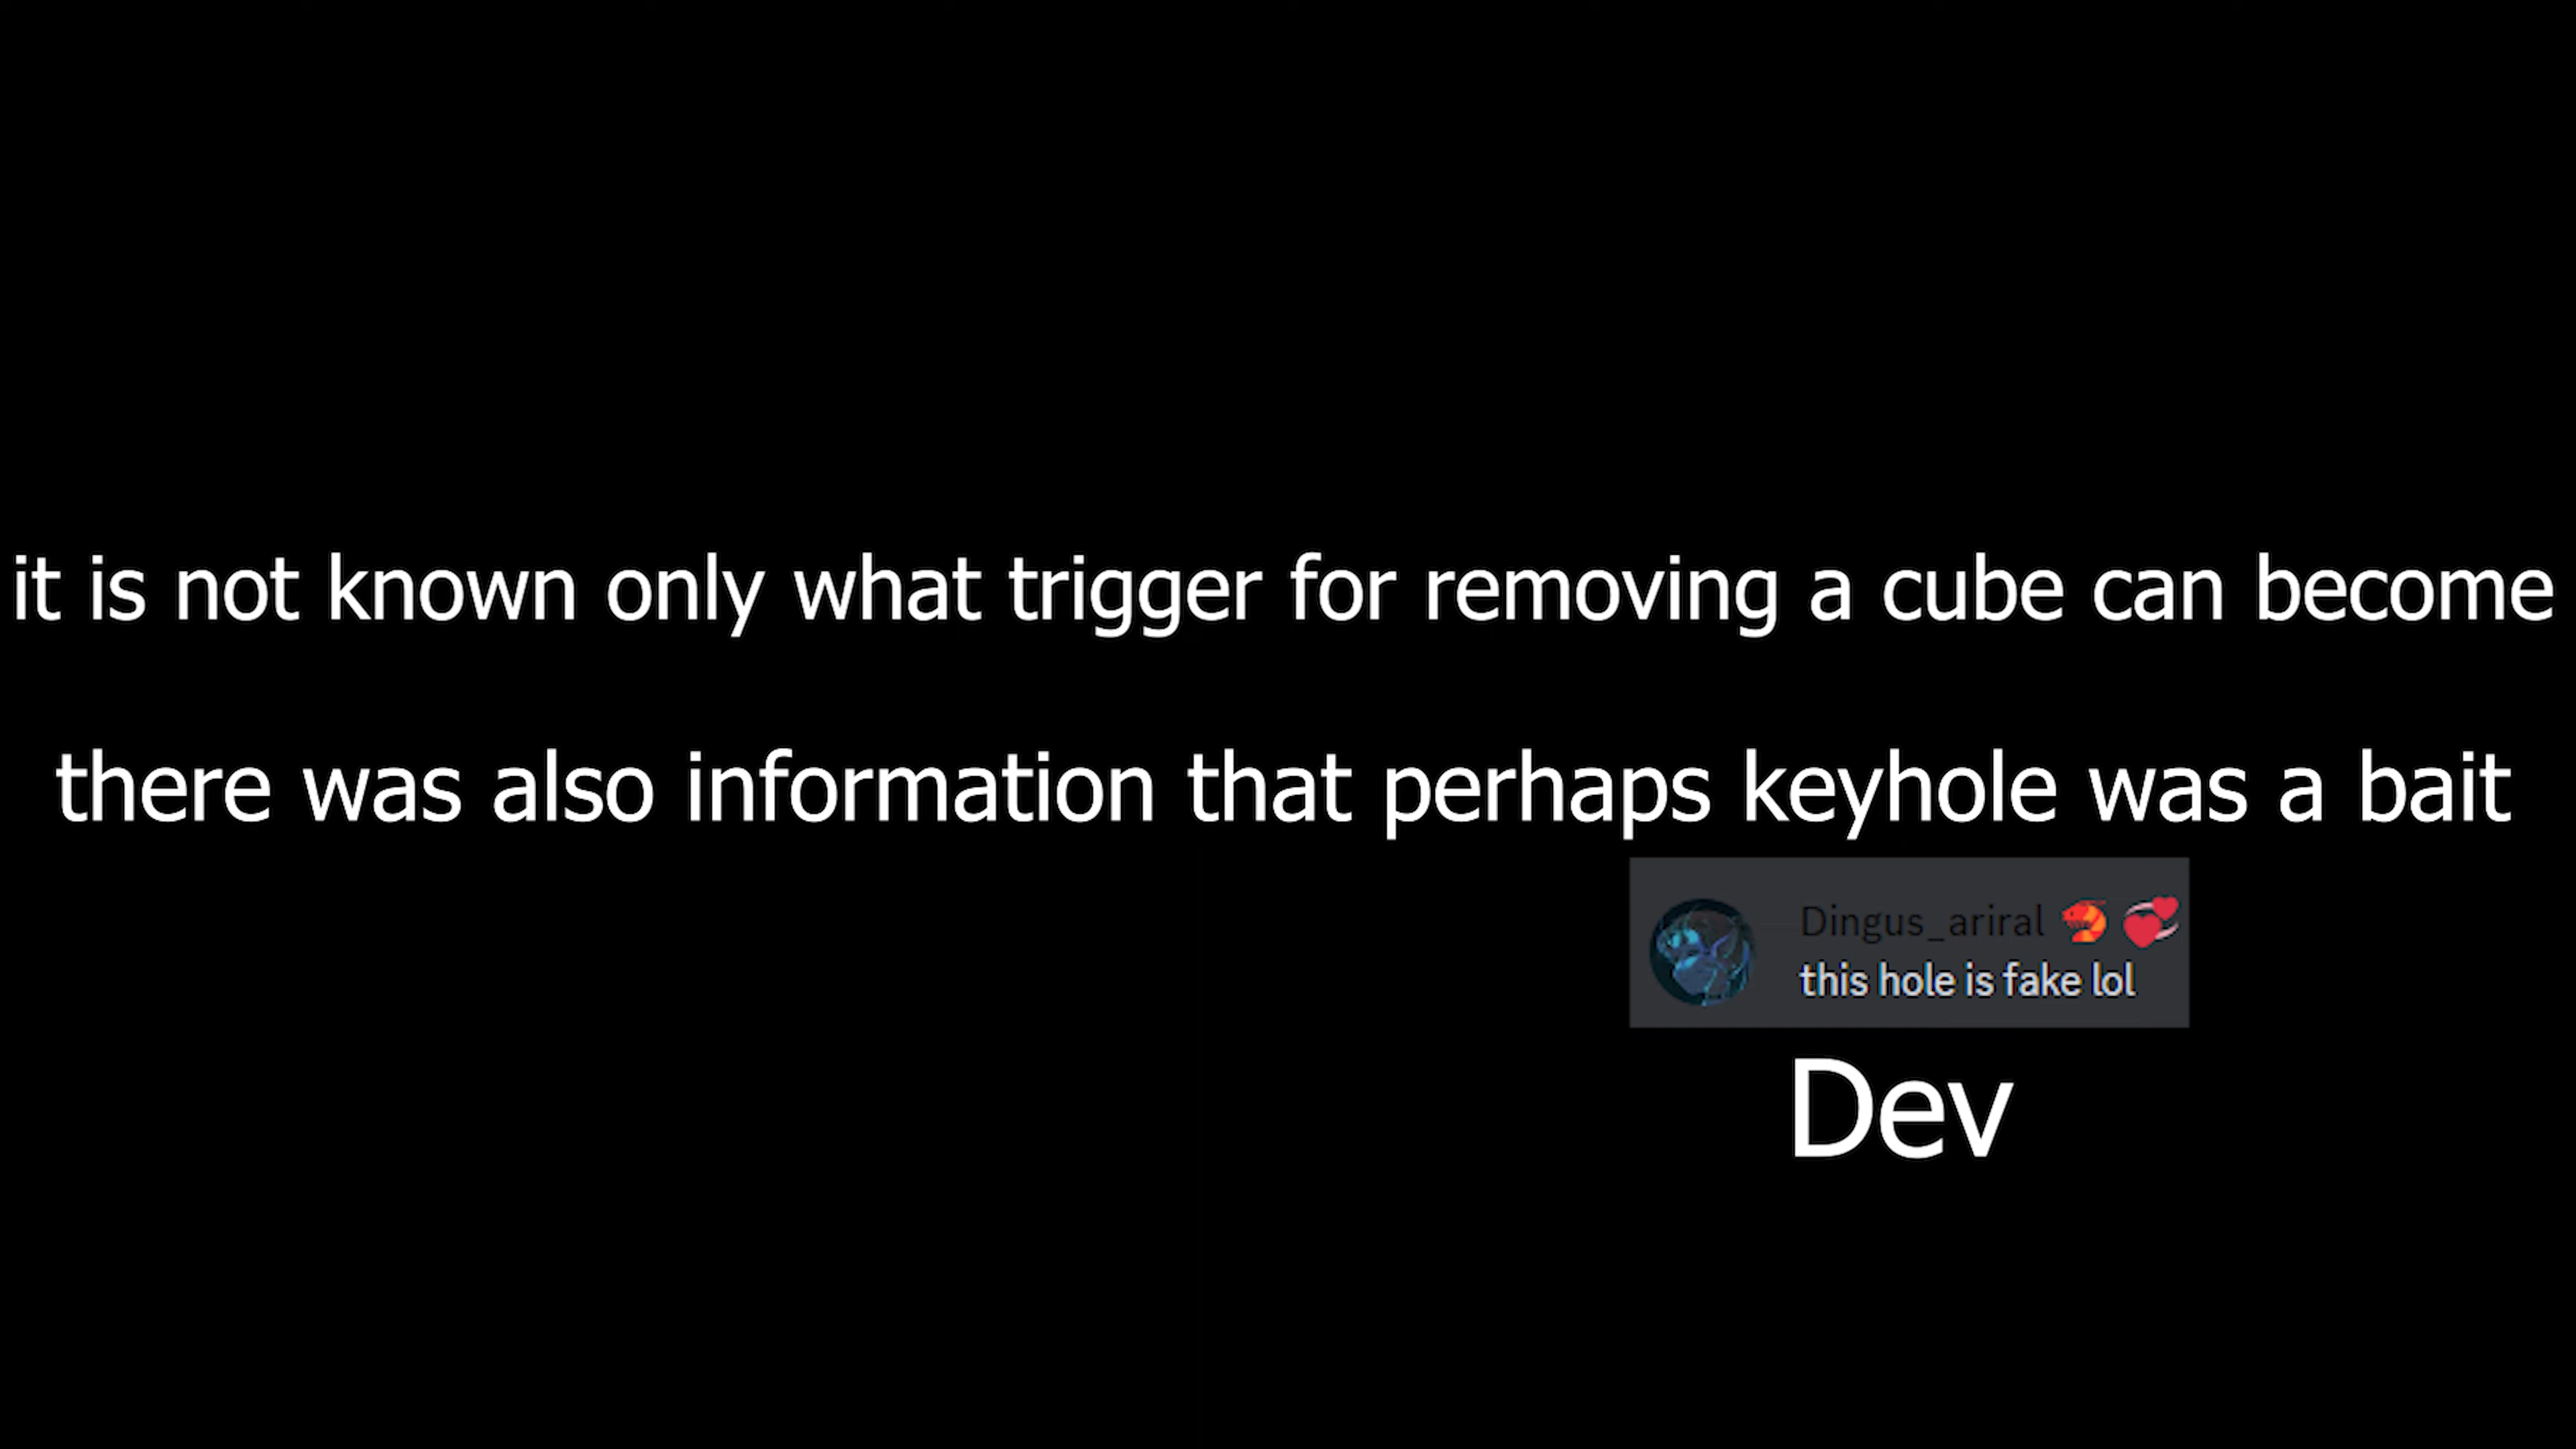 it is not known only what trigger for removing a cube can become
there was also information that perhaps keyhole was a bait
Dingus_ariral 🦐 💞
this hole is fake lol
Dev